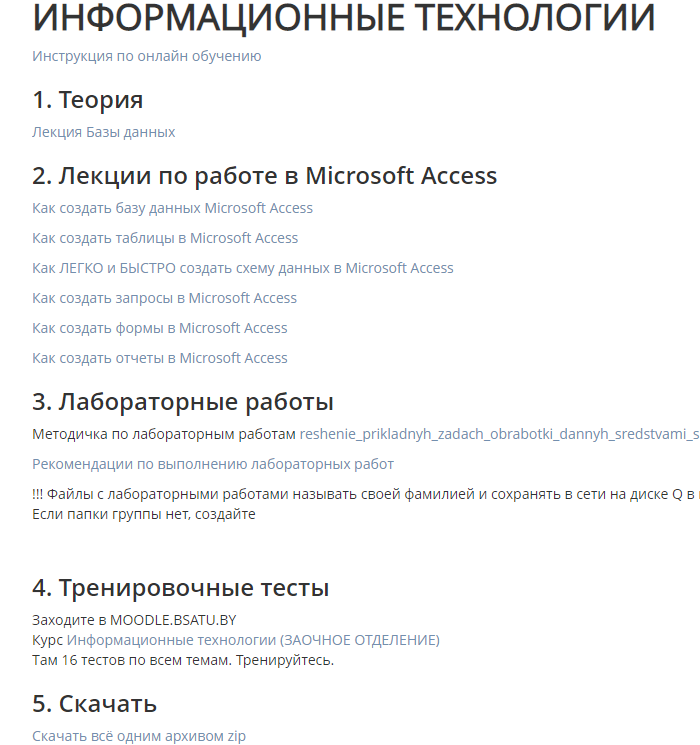 ИНФОРМАЦИОННЫЕ ТЕХНОЛОГИИ
Инструкция по онлайн обучению
1. Теория
Лекция Базы данных
2. Лекции по работе в Microsoft Access
Как создать базу данных Microsoft Access
Как создать таблицы в Microsoft Access
Как ЛЕГКО и БЫСТРО создать схему данных в Microsoft Access
Как создать запросы в Microsoft Access
Как создать формы в Microsoft Access
Как создать отчеты в Microsoft Access
3. Лабораторные работы
Методичка по лабораторным работам reshenie_prikladnyh_zadach_obrabotki_dannyh_sredstvami_s
Рекомендации по выполнению лабораторных работ
!!! Файлы с лабораторными работами называть своей фамилией и сохранять в сети на диске Q в
Если папки группы нет, создайте
4. Тренировочные тесты
Заходите в MOODLE.BSATU.BY
Курс Информационные технологии (ЗАОЧНОЕ ОТДЕЛЕНИЕ)
Там 16 тестов по всем темам. Тренируйтесь.
5. Скачать
Скачать всё одним архивом zip